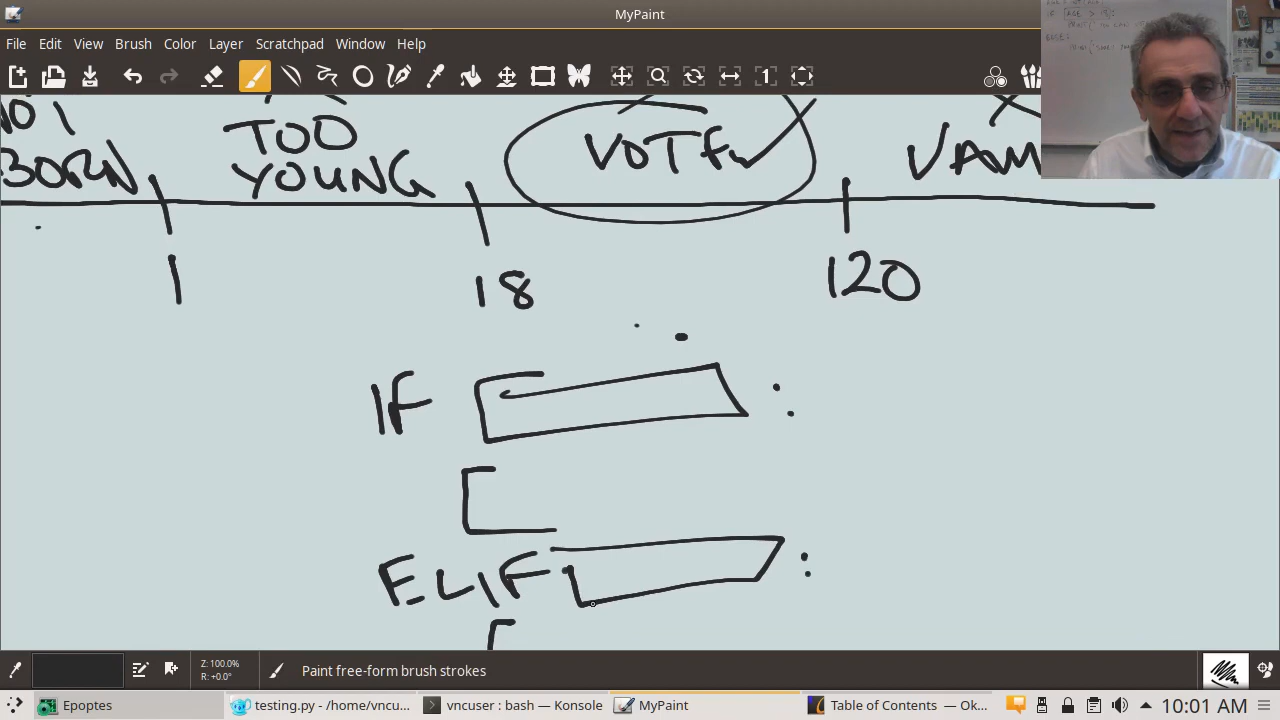 MyPaint
File Edit View Brush Color Layer Scratchpad Window Help
TOO
YOUNG
1
18
120
IF :
ELIF :
Z: 100.0%
R: +0.0°
Paint free-form brush strokes
Epoptes
testing.py - /home/vncu...
vncuser : bash — Konsole
MyPaint
Table of Contents — Ok...
10:01 AM